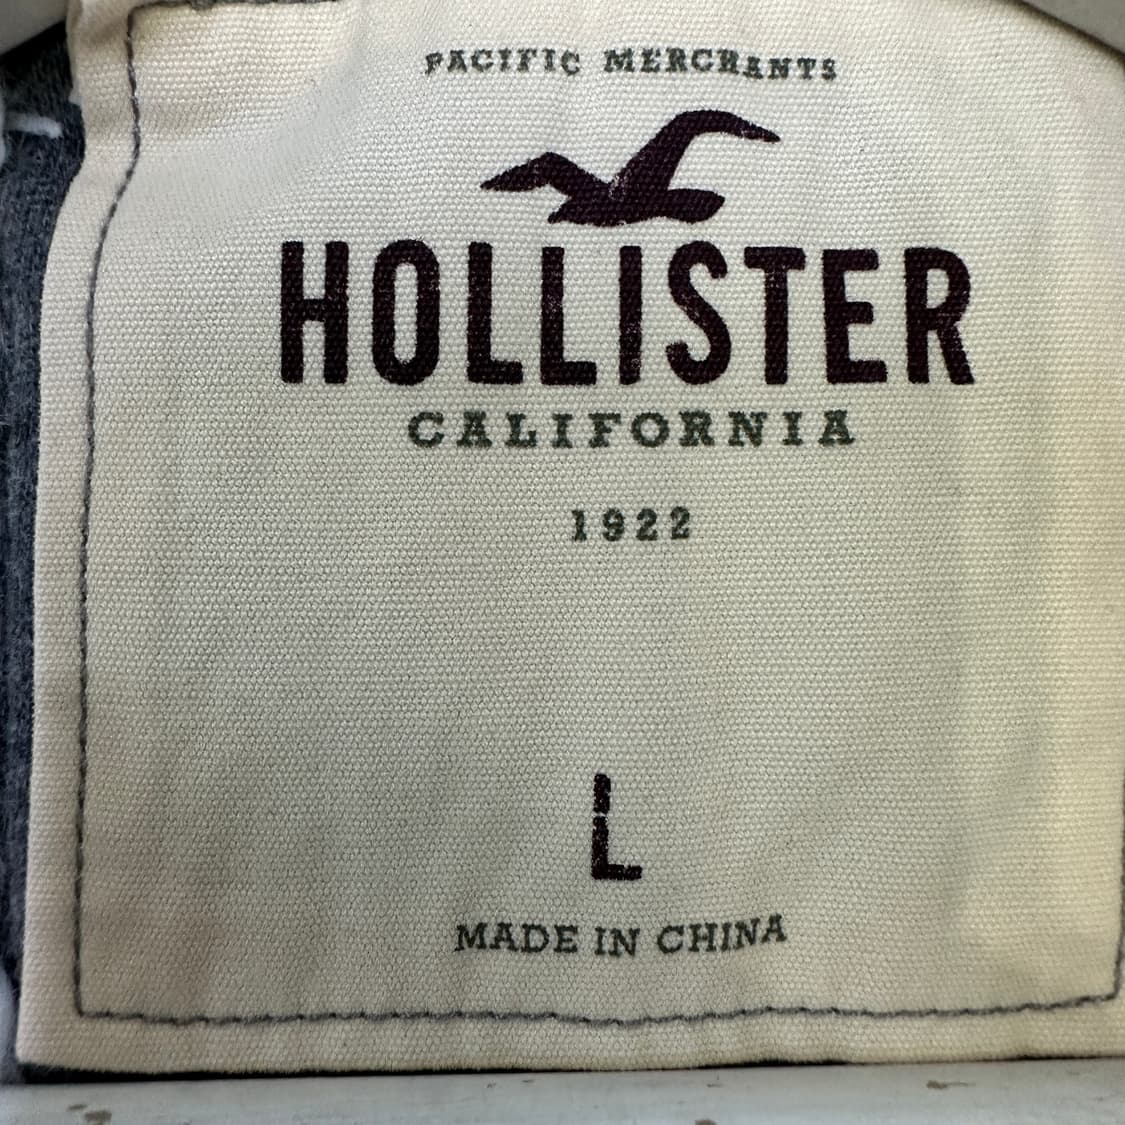 PACIFIC MERCHANTS
HOLLISTER
CALIFORNIA
1922
L
MADE IN CHINA